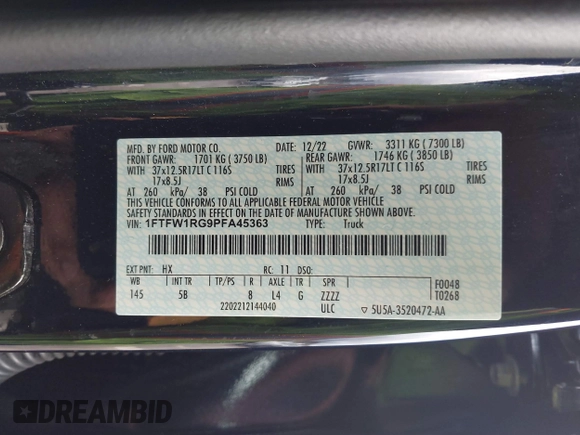 MFD. BY FORD MOTOR CO. 12/22 GVWR: 3311 KG ( 7300 LB)
FRONT GAWR: 1701 KG ( 3750 LB) REAR GAWR: 1746 KG ( 3850 LB)
WITH 37x12.5R17LT C 116S TIRES WITH 37x12.5R17LT C 116S TIRES
17x8.5J RIMS 17x8.5J RIMS
AT 260 kPa/ 38 PSI COLD AT 260 kPa/ 38 PSI COLD
THIS VEHICLE CONFORMS TO ALL APPLICABLE FEDERAL MOTOR VEHICLE
SAFETY AND THEFT PREVENTION STANDARDS IN EFFECT ON THE DATE OF MANUFACTURE SHOWN ABOVE.
VIN: 1FTFW1RG9PFA45363 TYPE: Truck
EXT PNT: HX RC: 11 DSO:
WB INT TR TP/PS R AXLE TR SPR F0048
145 SB 8 L4 G ZZZZ T0268
2202212144040 ULC 5U5A-3520472-AA
DREAMBID